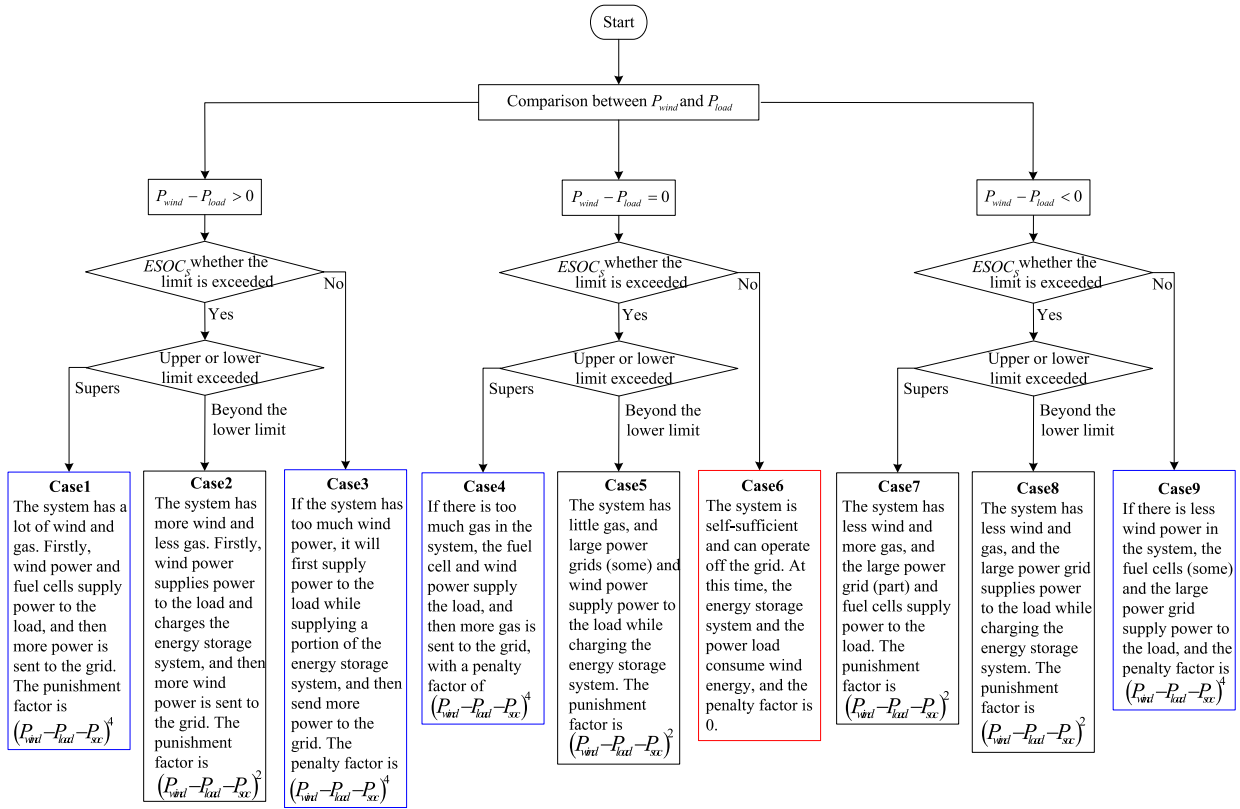 Start
Comparison between P_wind and P_load
P_wind − P_load > 0
P_wind − P_load = 0
P_wind − P_load < 0
ESOC_S whether the
limit is exceeded
No
Yes
Upper or lower
limit exceeded
Supers
Beyond the
lower limit
ESOC_S whether the
limit is exceeded
No
Yes
Upper or lower
limit exceeded
Supers
Beyond the
lower limit
ESOC_S whether the
limit is exceeded
No
Yes
Upper or lower
limit exceeded
Supers
Beyond the
lower limit
Case1
The system has a
lot of wind and
gas. Firstly,
wind power and
fuel cells supply
power to the
load, and then
more power is
sent to the grid.
The punishment
factor is
(P_wind−P_load−P_soc)^4
Case2
The system has
more wind and
less gas. Firstly,
wind power
supplies power
to the load and
charges the
energy storage
system, and then
more wind
power is sent to
the grid. The
punishment
factor is
(P_wind−P_load−P_soc)^2
Case3
If the system has
too much wind
power, it will
first supply
power to the
load while
supplying a
portion of the
energy storage
system, and then
send more
power to the
grid. The
penalty factor is
(P_wind−P_load−P_soc)^4
Case4
If there is too
much gas in the
system, the fuel
cell and wind
power supply
the load, and
then more gas is
sent to the grid,
with a penalty
factor of
(P_wind−P_load−P_soc)^4
Case5
The system has
little gas, and
large power
grids (some) and
wind power
supply power to
the load while
charging the
energy storage
system. The
punishment
factor is
(P_wind−P_load−P_soc)^2
Case6
The system is
self-sufficient
and can operate
off the grid. At
this time, the
energy storage
system and the
power load
consume wind
energy, and the
penalty factor is
0.
Case7
The system has
less wind and
more gas, and
the large power
grid (part) and
fuel cells supply
power to the
load. The
punishment
factor is
(P_wind−P_load−P_soc)^2
Case8
The system has
less wind and
gas, and the
large power grid
supplies power
to the load while
charging the
energy storage
system. The
punishment
factor is
(P_wind−P_load−P_soc)^2
Case9
If there is less
wind power in
the system, the
fuel cells (some)
and the large
power grid
supply power to
the load, and the
penalty factor is
(P_wind−P_load−P_soc)^4